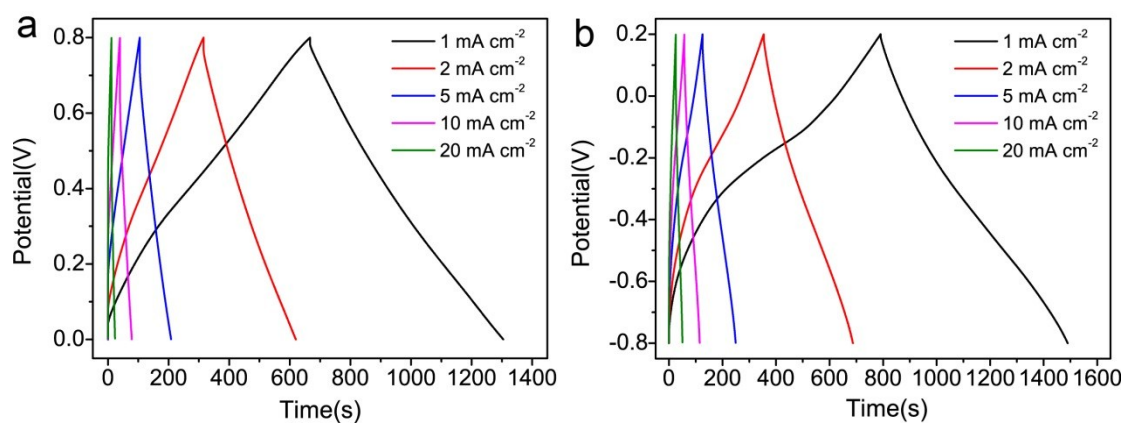 a
0.8
0.6
0.4
0.2
0.0
Potential(V)
0 200 400 600 800 1000 1200 1400
Time(s)
1 mA cm⁻²
2 mA cm⁻²
5 mA cm⁻²
10 mA cm⁻²
20 mA cm⁻²
b
0.2
0.0
-0.2
-0.4
-0.6
-0.8
Potential(V)
0 200 400 600 800 1000 1200 1400 1600
Time(s)
1 mA cm⁻²
2 mA cm⁻²
5 mA cm⁻²
10 mA cm⁻²
20 mA cm⁻²